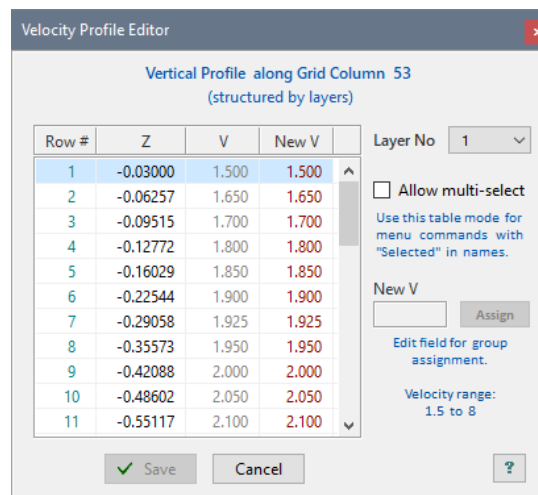 Velocity Profile Editor
Vertical Profile along Grid Column 53
(structured by layers)
Row # Z V New V
1 -0.03000 1.500 1.500
2 -0.06257 1.650 1.650
3 -0.09515 1.700 1.700
4 -0.12772 1.800 1.800
5 -0.16029 1.850 1.850
6 -0.22544 1.900 1.900
7 -0.29058 1.925 1.925
8 -0.35573 1.950 1.950
9 -0.42088 2.000 2.000
10 -0.48602 2.050 2.050
11 -0.55117 2.100 2.100
Layer No 1
Allow multi-select
Use this table mode for
menu commands with
"Selected" in names.
New V
Assign
Edit field for group
assignment.
Velocity range:
1.5 to 8
Save Cancel ?